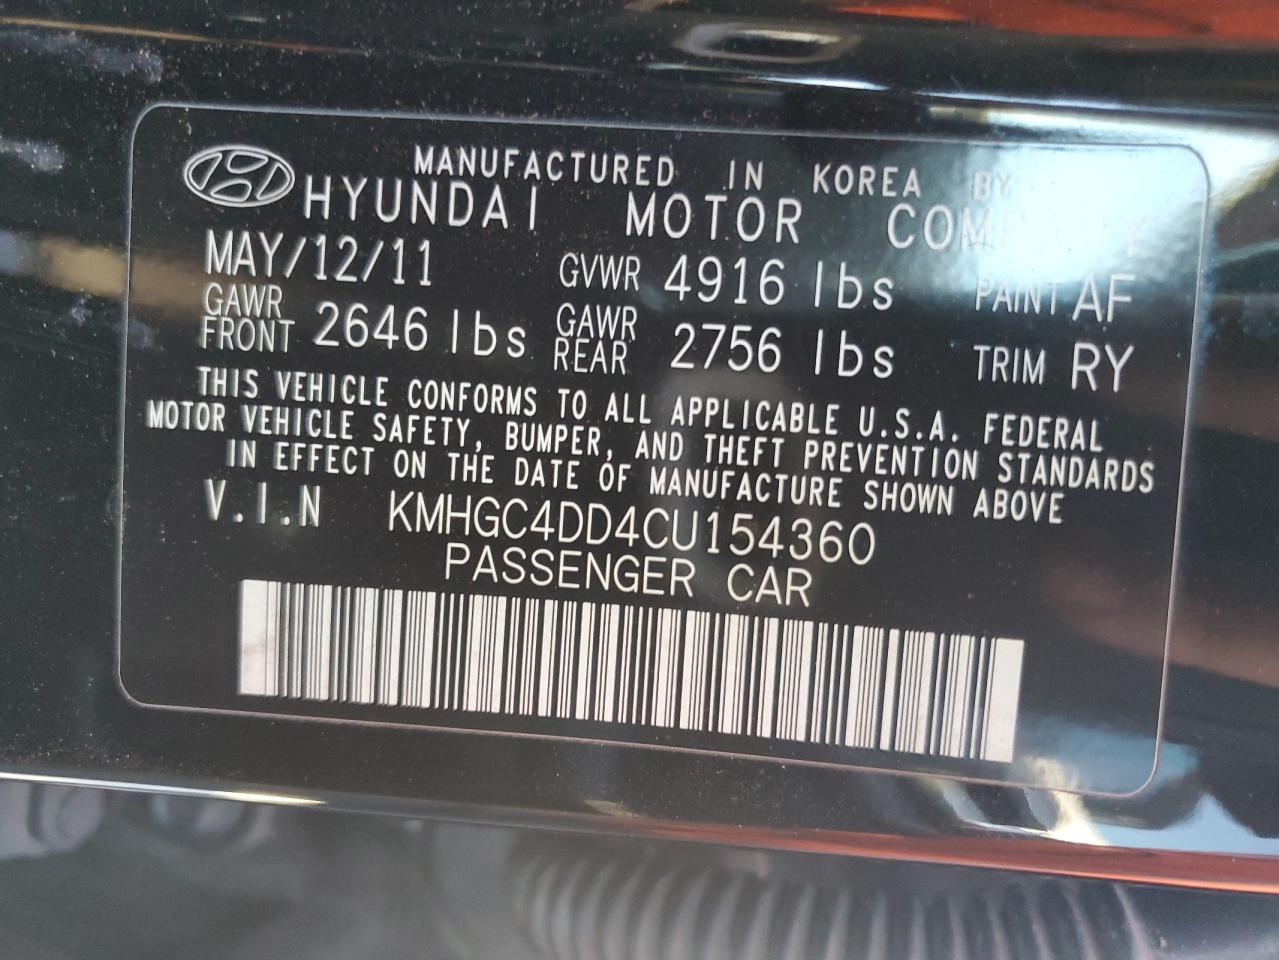 MANUFACTURED IN KOREA BY
HYUNDAI MOTOR COMPANY
MAY/12/11 GVWR 4916 lbs PAINT AF
GAWR FRONT 2646 lbs GAWR REAR 2756 lbs TRIM RY
THIS VEHICLE CONFORMS TO ALL APPLICABLE U.S.A. FEDERAL
MOTOR VEHICLE SAFETY, BUMPER, AND THEFT PREVENTION STANDARDS
IN EFFECT ON THE DATE OF MANUFACTURE SHOWN ABOVE
V.I.N KMHGC4DD4CU154360
PASSENGER CAR